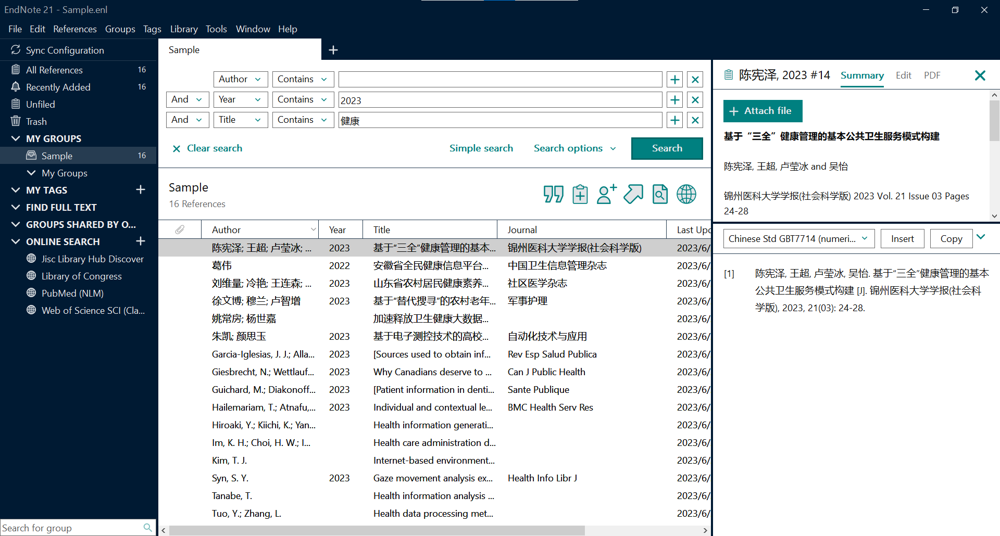 EndNote 21 - Sample.enl
File Edit References Groups Tags Library Tools Window Help
Sync Configuration
All References 16
Recently Added 16
Unfiled
Trash
MY GROUPS
Sample 16
My Groups
MY TAGS
FIND FULL TEXT
GROUPS SHARED BY O...
ONLINE SEARCH
Jisc Library Hub Discover
Library of Congress
PubMed (NLM)
Web of Science SCI (Cla...
Search for group
Sample
Author Contains
And Year Contains 2023
And Title Contains 健康
Clear search Simple search Search options Search
Sample
16 References
Author Year Title Journal Last Upd
陈宪泽; 王超; 卢莹冰; ... 2023 基于“三全”健康管理的基本... 锦州医科大学学报(社会科学版) 2023/6/
葛伟 2022 安徽省全民健康信息平台... 中国卫生信息管理杂志 2023/6/
刘维量; 冷艳; 王连森; ... 2023 山东省农村居民健康素养... 社区医学杂志 2023/6/
徐文博; 穆兰; 卢智增 2023 基于“替代搜寻”的农村老年... 军事护理 2023/6/
姚常房; 杨世嘉 加速释放卫生健康大数据... 2023/6/
朱凯; 颜思玉 2023 基于电子测控技术的高校... 自动化技术与应用 2023/6/
Garcia-Iglesias, J. J.; Alla... 2023 [Sources used to obtain inf... Rev Esp Salud Publica 2023/6/
Giesbrecht, N.; Wettlauf... 2023 Why Canadians deserve to ... Can J Public Health 2023/6/
Guichard, M.; Diakonoff... 2023 [Patient information in denti... Sante Publique 2023/6/
Hailemariam, T.; Atnafu,... 2023 Individual and contextual le... BMC Health Serv Res 2023/6/
Hiroaki, Y.; Kiichi, K.; Yan... Health information generati... 2023/6/
Im, K. H.; Choi, H. W.; I... Health care administration d... 2023/6/
Kim, T. J. Internet-based environment... 2023/6/
Syn, S. Y. 2023 Gaze movement analysis ex... Health Info Libr J 2023/6/
Tanabe, T. Health information analysis ... 2023/6/
Tuo, Y.; Zhang, L. Health data processing met... 2023/6/
陈宪泽, 2023 #14 Summary Edit PDF
Attach file
基于“三全”健康管理的基本公共卫生服务模式构建
陈宪泽, 王超, 卢莹冰 and 吴怡
锦州医科大学学报(社会科学版) 2023 Vol. 21 Issue 03 Pages
24-28
Chinese Std GBT7714 (numeri... Insert Copy
[1] 陈宪泽, 王超, 卢莹冰, 吴怡. 基于“三全”健康管理的基本
公共卫生服务模式构建 [J]. 锦州医科大学学报(社会科
学版), 2023, 21(03): 24-28.